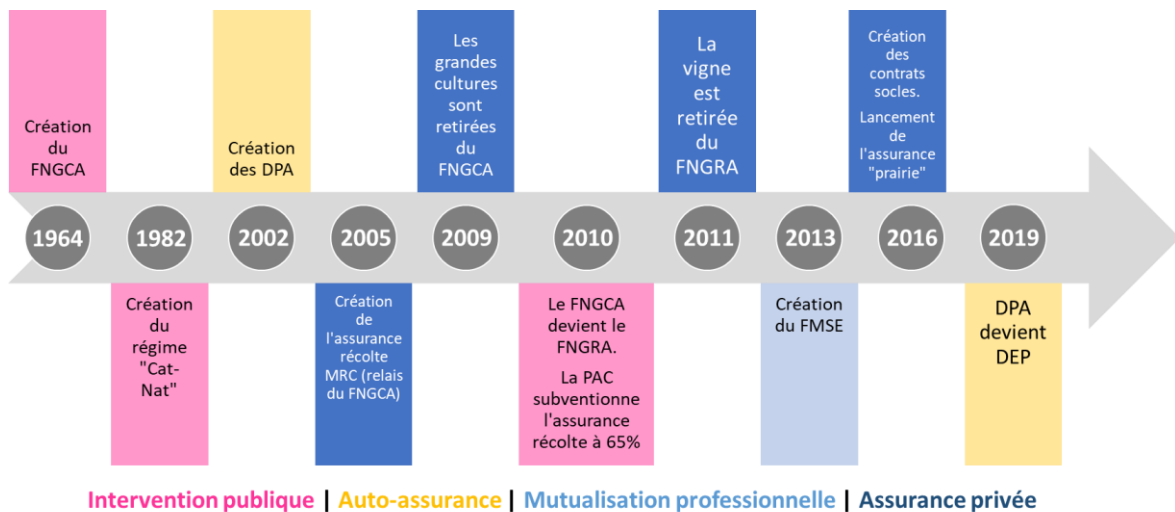 Création
du
FNGCA
Création
des DPA
Les
grandes
cultures
sont
retirées
du
FNGCA
La
vigne
est
retirée
du
FNGRA
Création
des
contrats
socles.
Lancement
de
l'assurance
"prairie"
1964
1982
2002
2005
2009
2010
2011
2013
2016
2019
Création
du
régime
"Cat-
Nat"
Création
de
l'assurance
récolte
MRC (relais
du FNGCA)
Le FNGCA
devient le
FNGRA.
La PAC
subventionne
l'assurance
récolte à 65%
Création
du FMSE
DPA
devient
DEP
Intervention publique | Auto-assurance | Mutualisation professionnelle | Assurance privée